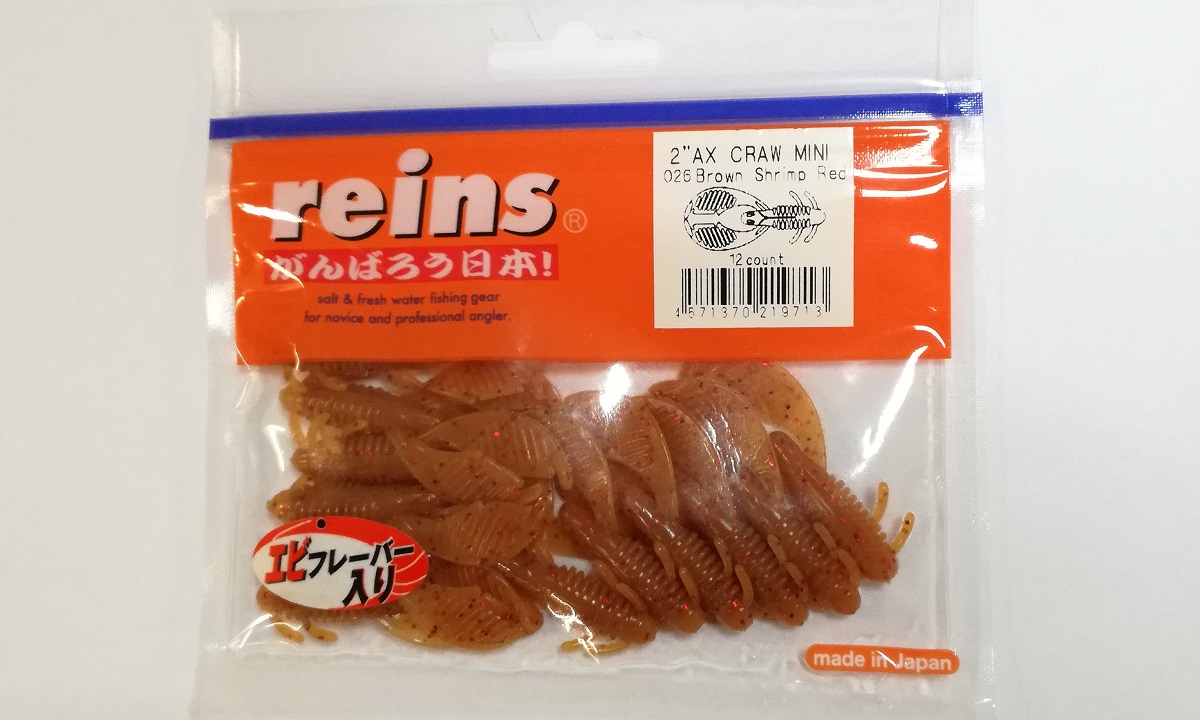 reins®
がんばろう日本!
salt & fresh water fishing gear
for novice and professional angler.
2"AX CRAW MINI
026 Brown Shrimp Red
12count
4 571370 219713
エビフレーバー
入り
made in Japan